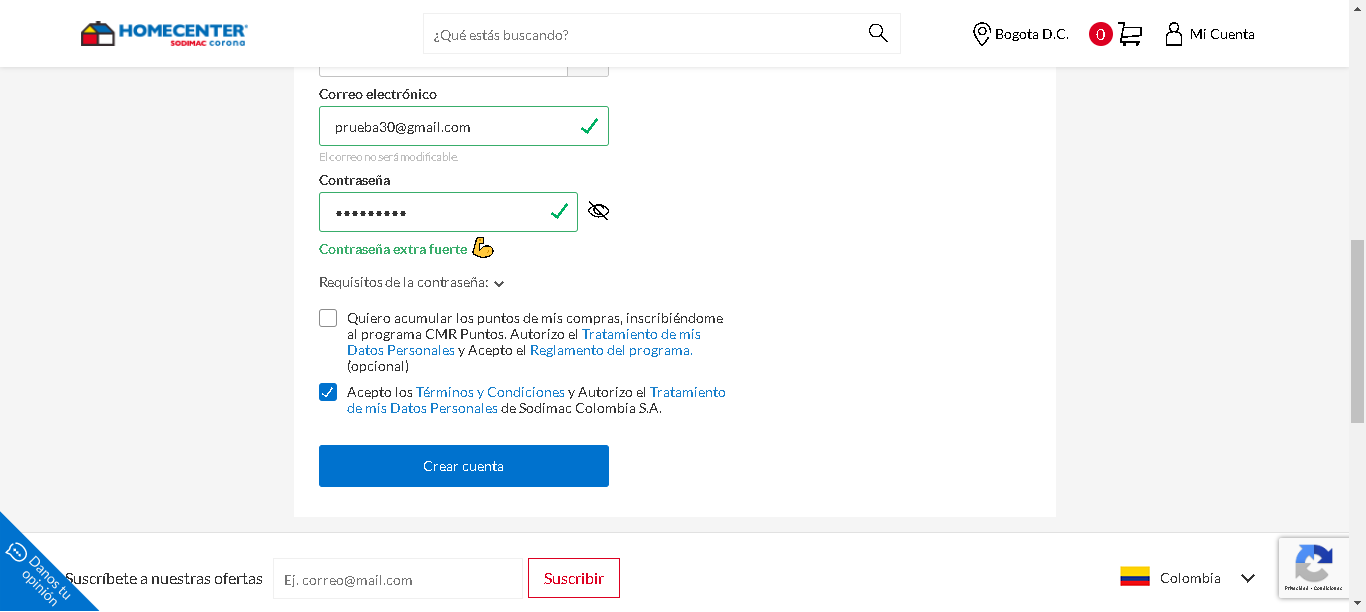 HOMECENTER
SODIMAC corona
¿Qué estás buscando?
Bogota D.C.
0
Mi Cuenta
Correo electrónico
prueba30@gmail.com
El correo no será modificable.
Contraseña
•••••••••
Contraseña extra fuerte
Requisitos de la contraseña:
Quiero acumular los puntos de mis compras, inscribiéndome
al programa CMR Puntos. Autorizo el Tratamiento de mis
Datos Personales y Acepto el Reglamento del programa.
(opcional)
Acepto los Términos y Condiciones y Autorizo el Tratamiento
de mis Datos Personales de Sodimac Colombia S.A.
Crear cuenta
Danos tu
opinión
Suscríbete a nuestras ofertas
Ej. correo@mail.com
Suscribir
Colombia
Privacidad - Condiciones